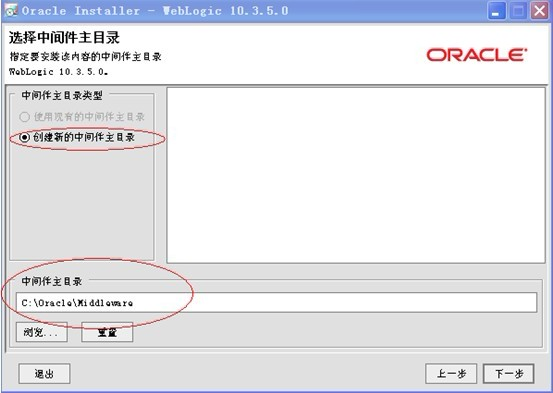 Oracle Installer - WebLogic 10.3.5.0
选择中间件主目录
指定要安装该内容的中间件主目录
WebLogic 10.3.5.0。
ORACLE
中间件主目录类型
使用现有的中间件主目录
创建新的中间件主目录
中间件主目录
C:\Oracle\Middleware
浏览...
重置
退出
上一步
下一步